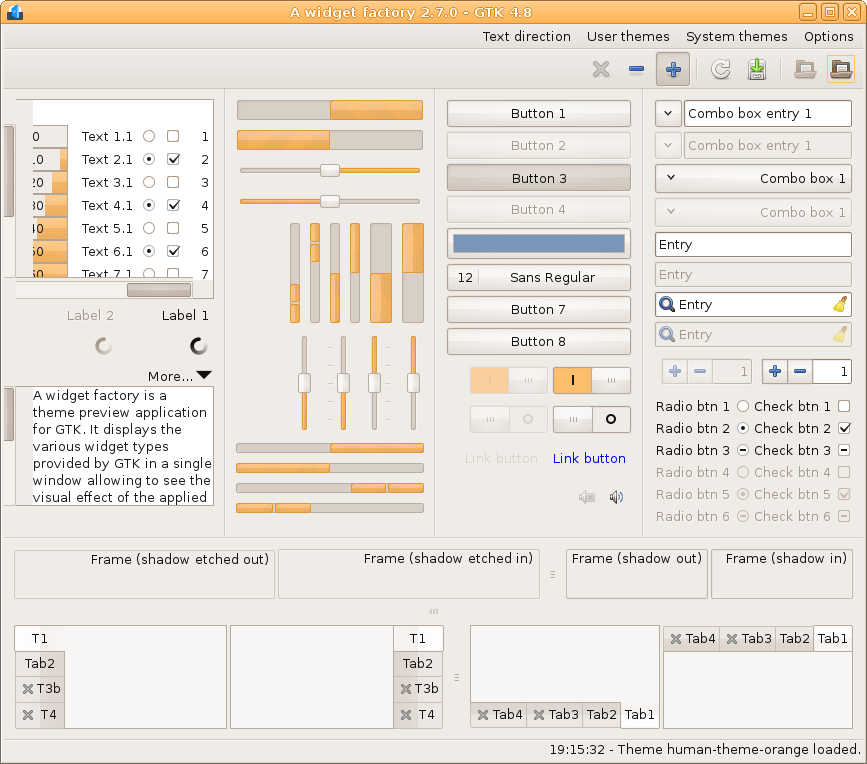 A widget factory 2.7.0 - GTK 4.8
Text direction User themes System themes Options
0 Text 1.1 1
10 Text 2.1 2
20 Text 3.1 3
30 Text 4.1 4
40 Text 5.1 5
50 Text 6.1 6
60 Text 7.1 7
Label 2 Label 1
More...
A widget factory is a
theme preview application
for GTK. It displays the
various widget types
provided by GTK in a single
window allowing to see the
visual effect of the applied
Button 1
Button 2
Button 3
Button 4
12 Sans Regular
Button 7
Button 8
Link button Link button
Combo box entry 1
Combo box entry 1
Combo box 1
Combo box 1
Entry
Entry
Entry
Entry
1 1
Radio btn 1 Check btn 1
Radio btn 2 Check btn 2
Radio btn 3 Check btn 3
Radio btn 4 Check btn 4
Radio btn 5 Check btn 5
Radio btn 6 Check btn 6
Frame (shadow etched out) Frame (shadow etched in) Frame (shadow out) Frame (shadow in)
T1
Tab2
T3b
T4
T1
Tab2
T3b
T4
Tab4 Tab3 Tab2 Tab1
Tab4 Tab3 Tab2 Tab1
19:15:32 - Theme human-theme-orange loaded.